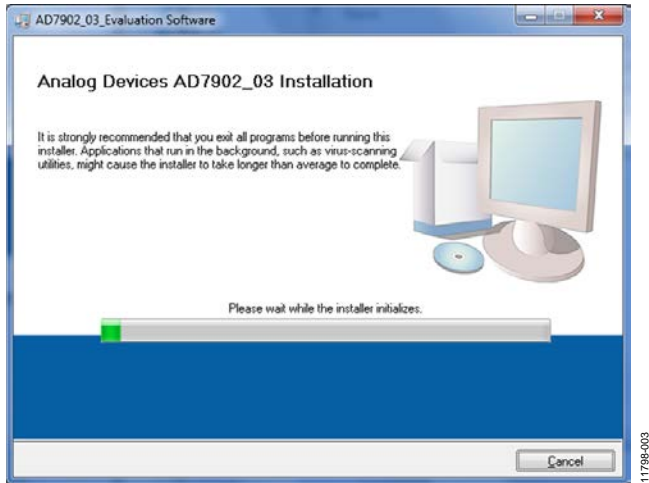 AD7902_03_Evaluation Software
Analog Devices AD7902_03 Installation
It is strongly recommended that you exit all programs before running this
installer. Applications that run in the background, such as virus-scanning
utilities, might cause the installer to take longer than average to complete.
Please wait while the installer initializes.
Cancel
11798-003